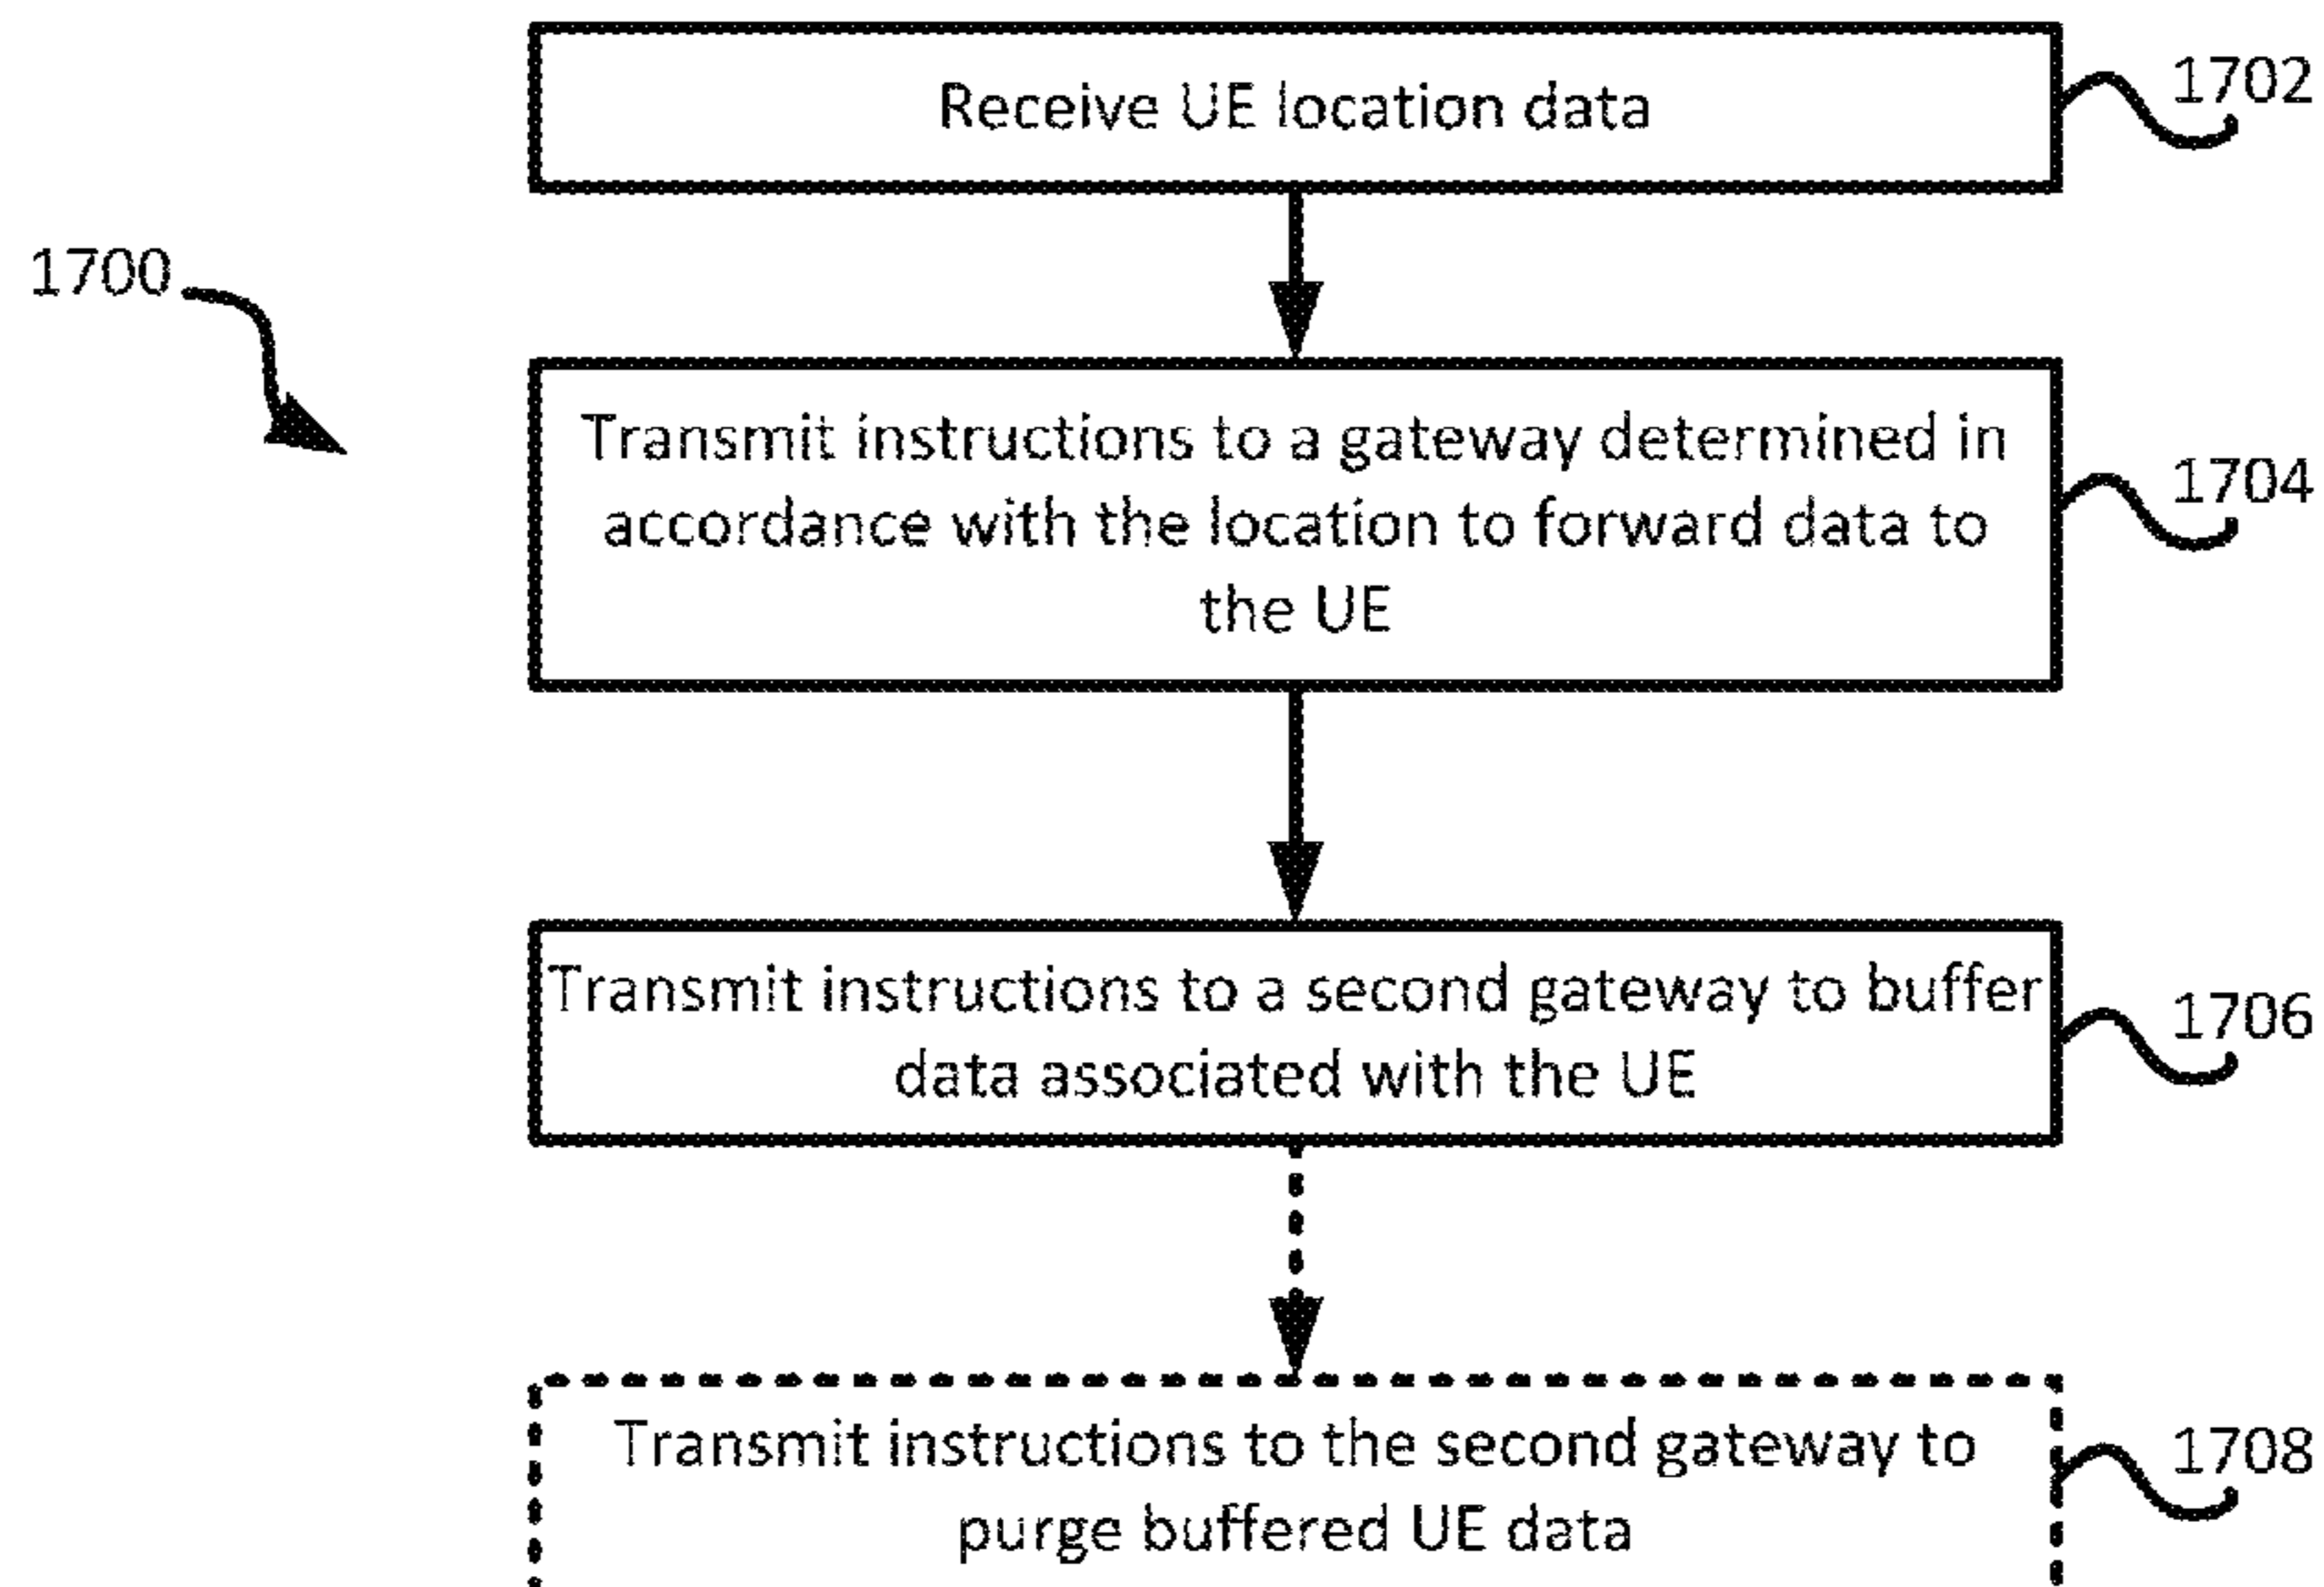 Receive UE location data
1702
1700
Transmit instructions to a gateway determined in
accordance with the location to forward data to
the UE
1704
Transmit instructions to a second gateway to buffer
data associated with the UE
1706
Transmit instructions to the second gateway to
purge buffered UE data
1708